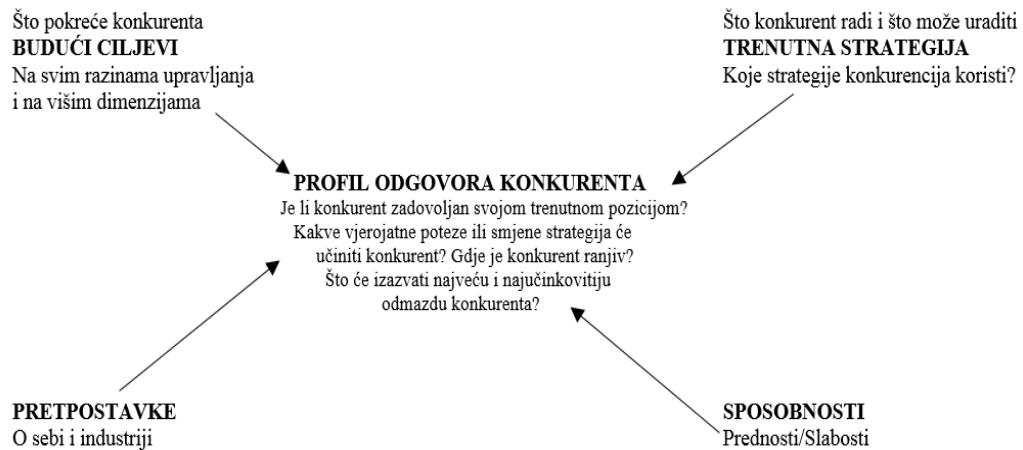 Što pokreće konkurenta
BUDUĆI CILJEVI
Na svim razinama upravljanja
i na višim dimenzijama
Što konkurent radi i što može uraditi
TRENUTNA STRATEGIJA
Koje strategije konkurencija koristi?
PROFIL ODGOVORA KONKURENTA
Je li konkurent zadovoljan svojom trenutnom pozicijom?
Kakve vjerojatne poteze ili smjene strategija će
učiniti konkurent? Gdje je konkurent ranjiv?
Što će izazvati najveću i najučinkovitiju
odmazdu konkurenta?
PRETPOSTAVKE
O sebi i industriji
SPOSOBNOSTI
Prednosti/Slabosti